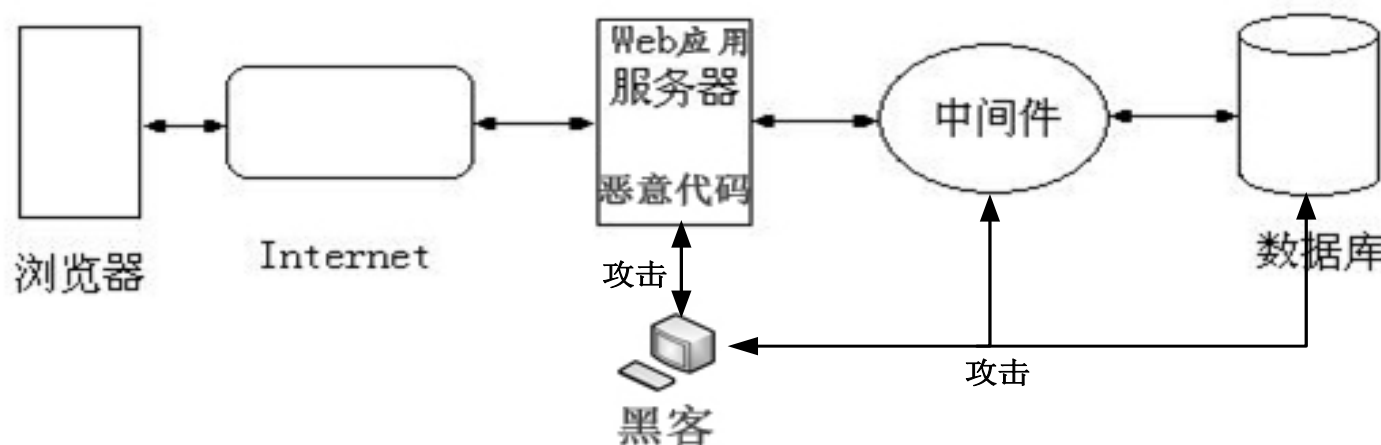 Web应用
服务器
恶意代码
中间件
浏览器
Internet
数据库
攻击
攻击
黑客